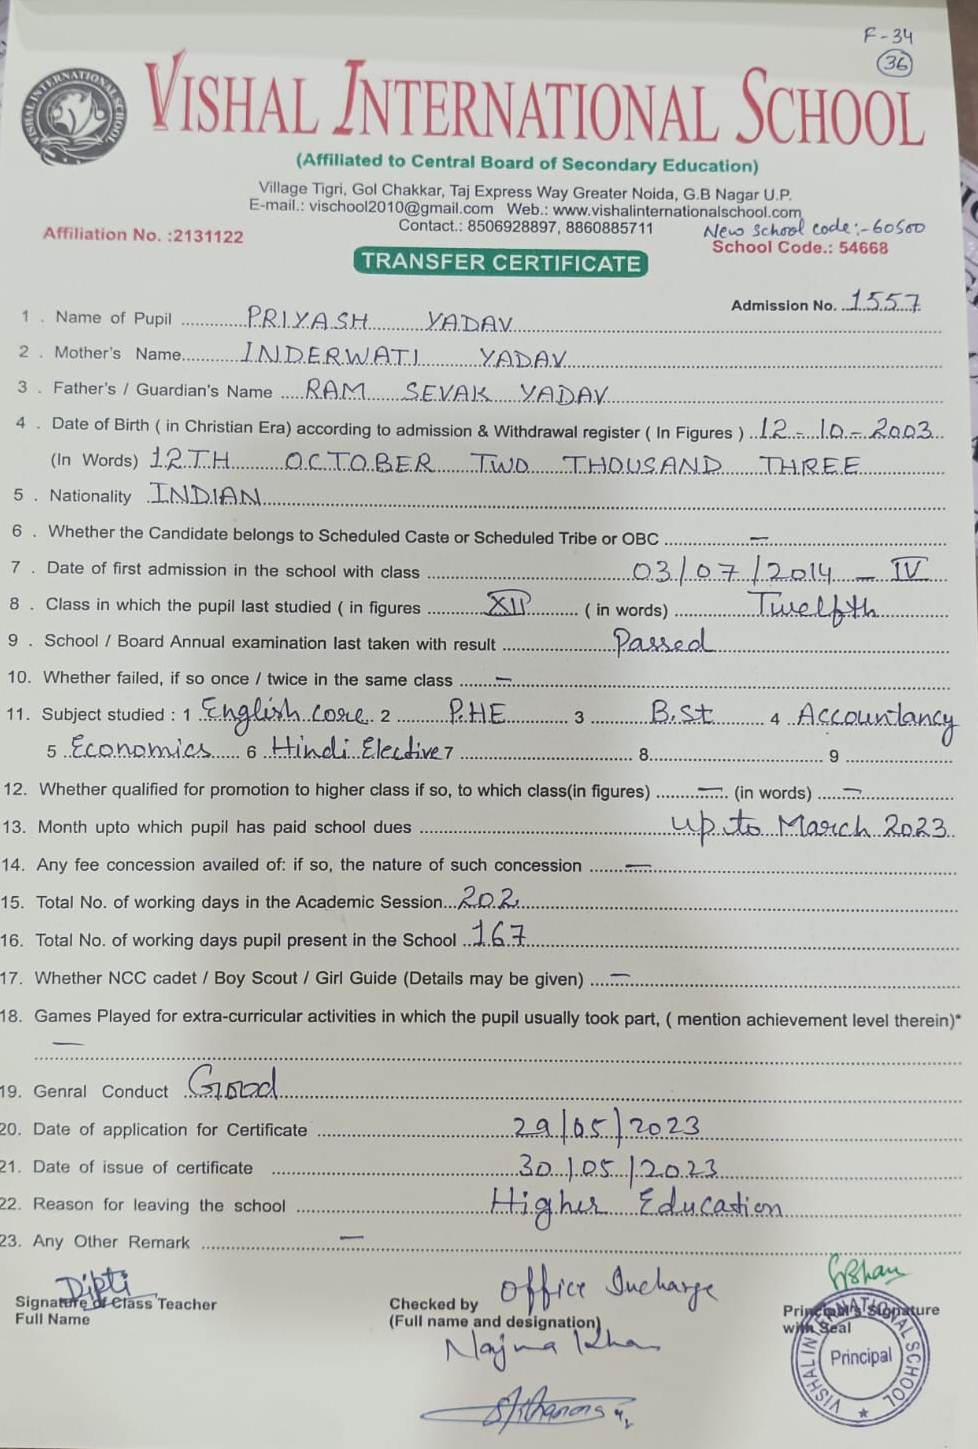 F-34
36
VISHAL INTERNATIONAL SCHOOL
VISHAL INTERNATIONAL SCHOOL
(Affiliated to Central Board of Secondary Education)
Village Tigri, Gol Chakkar, Taj Express Way Greater Noida, G.B Nagar U.P.
E-mail.: vischool2010@gmail.com Web.: www.vishalinternationalschool.com
Contact.: 8506928897, 8860885711
New School code:-60500
Affiliation No. :2131122
School Code.: 54668
TRANSFER CERTIFICATE
Admission No. 1557
1 . Name of Pupil PRIYASH YADAV
2 . Mother's Name INDERWATI YADAV
3 . Father's / Guardian's Name RAM SEVAK YADAV
4 . Date of Birth ( in Christian Era) according to admission & Withdrawal register ( In Figures ) 12-10-2003
(In Words) 12TH OCTOBER TWO THOUSAND THREE
5 . Nationality INDIAN
6 . Whether the Candidate belongs to Scheduled Caste or Scheduled Tribe or OBC —
7 . Date of first admission in the school with class 03/07/2014 – IV
8 . Class in which the pupil last studied ( in figures XII ( in words) Twelfth
9 . School / Board Annual examination last taken with result Passed
10. Whether failed, if so once / twice in the same class —
11. Subject studied : 1 English core 2 P.HE 3 B.St 4 Accountancy
5 Economics 6 Hindi Elective 7 8 9
12. Whether qualified for promotion to higher class if so, to which class(in figures) — (in words) —
13. Month upto which pupil has paid school dues up to March 2023
14. Any fee concession availed of: if so, the nature of such concession —
15. Total No. of working days in the Academic Session 202
16. Total No. of working days pupil present in the School 167
17. Whether NCC cadet / Boy Scout / Girl Guide (Details may be given) —
18. Games Played for extra-curricular activities in which the pupil usually took part, ( mention achievement level therein)*
—
19. Genral Conduct Good
20. Date of application for Certificate 29/05/2023
21. Date of issue of certificate 30/05/2023
22. Reason for leaving the school Higher Education
23. Any Other Remark —
Dipti
Signature of Class Teacher
Full Name
Checked by Office Incharge
(Full name and designation)
Najma Khan
Principal's Signature
with Seal
VISHAL INTERNATIONAL SCHOOL
Principal